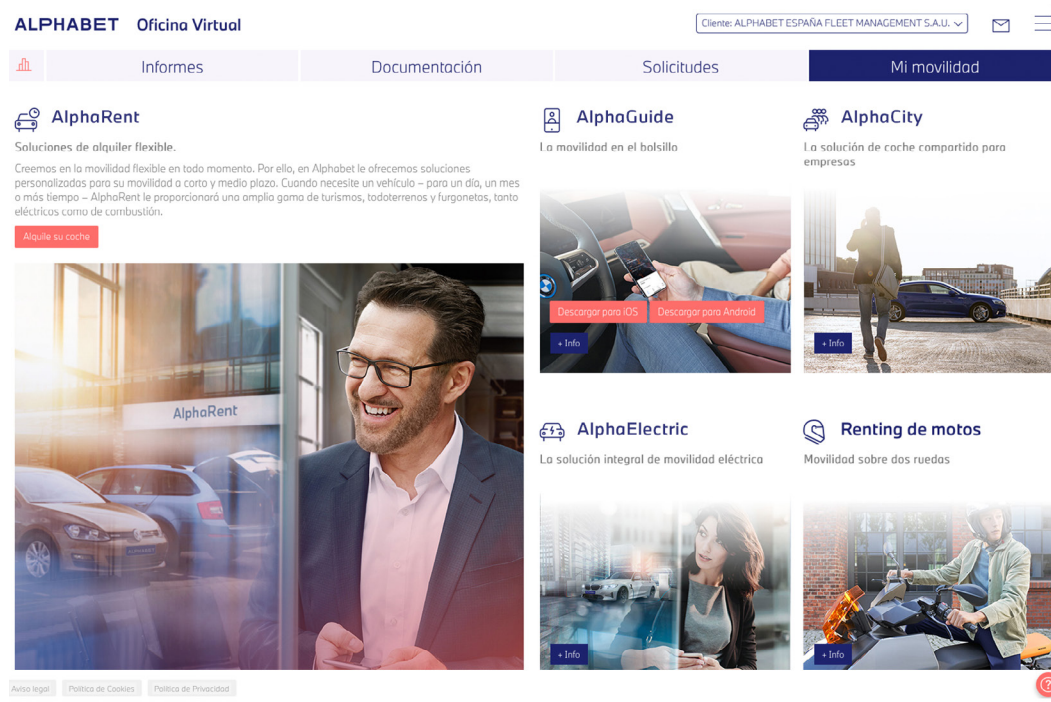 ALPHABET Oficina Virtual
Cliente: ALPHABET ESPAÑA FLEET MANAGEMENT S.A.U.
Informes
Documentación
Solicitudes
Mi movilidad
AlphaRent
Soluciones de alquiler flexible.
Creemos en la movilidad flexible en todo momento. Por ello, en Alphabet le ofrecemos soluciones
personalizadas para su movilidad a corto y medio plazo. Cuando necesite un vehículo – para un día, un mes
o más tiempo – AlphaRent le proporcionará una amplia gama de turismos, todoterrenos y furgonetas, tanto
eléctricos como de combustión.
Alquile su coche
AlphaRent
ALPHABET
AlphaGuide
La movilidad en el bolsillo
Descargar para iOS
Descargar para Android
+ Info
AlphaCity
La solución de coche compartido para
empresas
+ Info
AlphaElectric
La solución integral de movilidad eléctrica
+ Info
Renting de motos
Movilidad sobre dos ruedas
+ Info
Aviso legal
Política de Cookies
Política de Privacidad
?